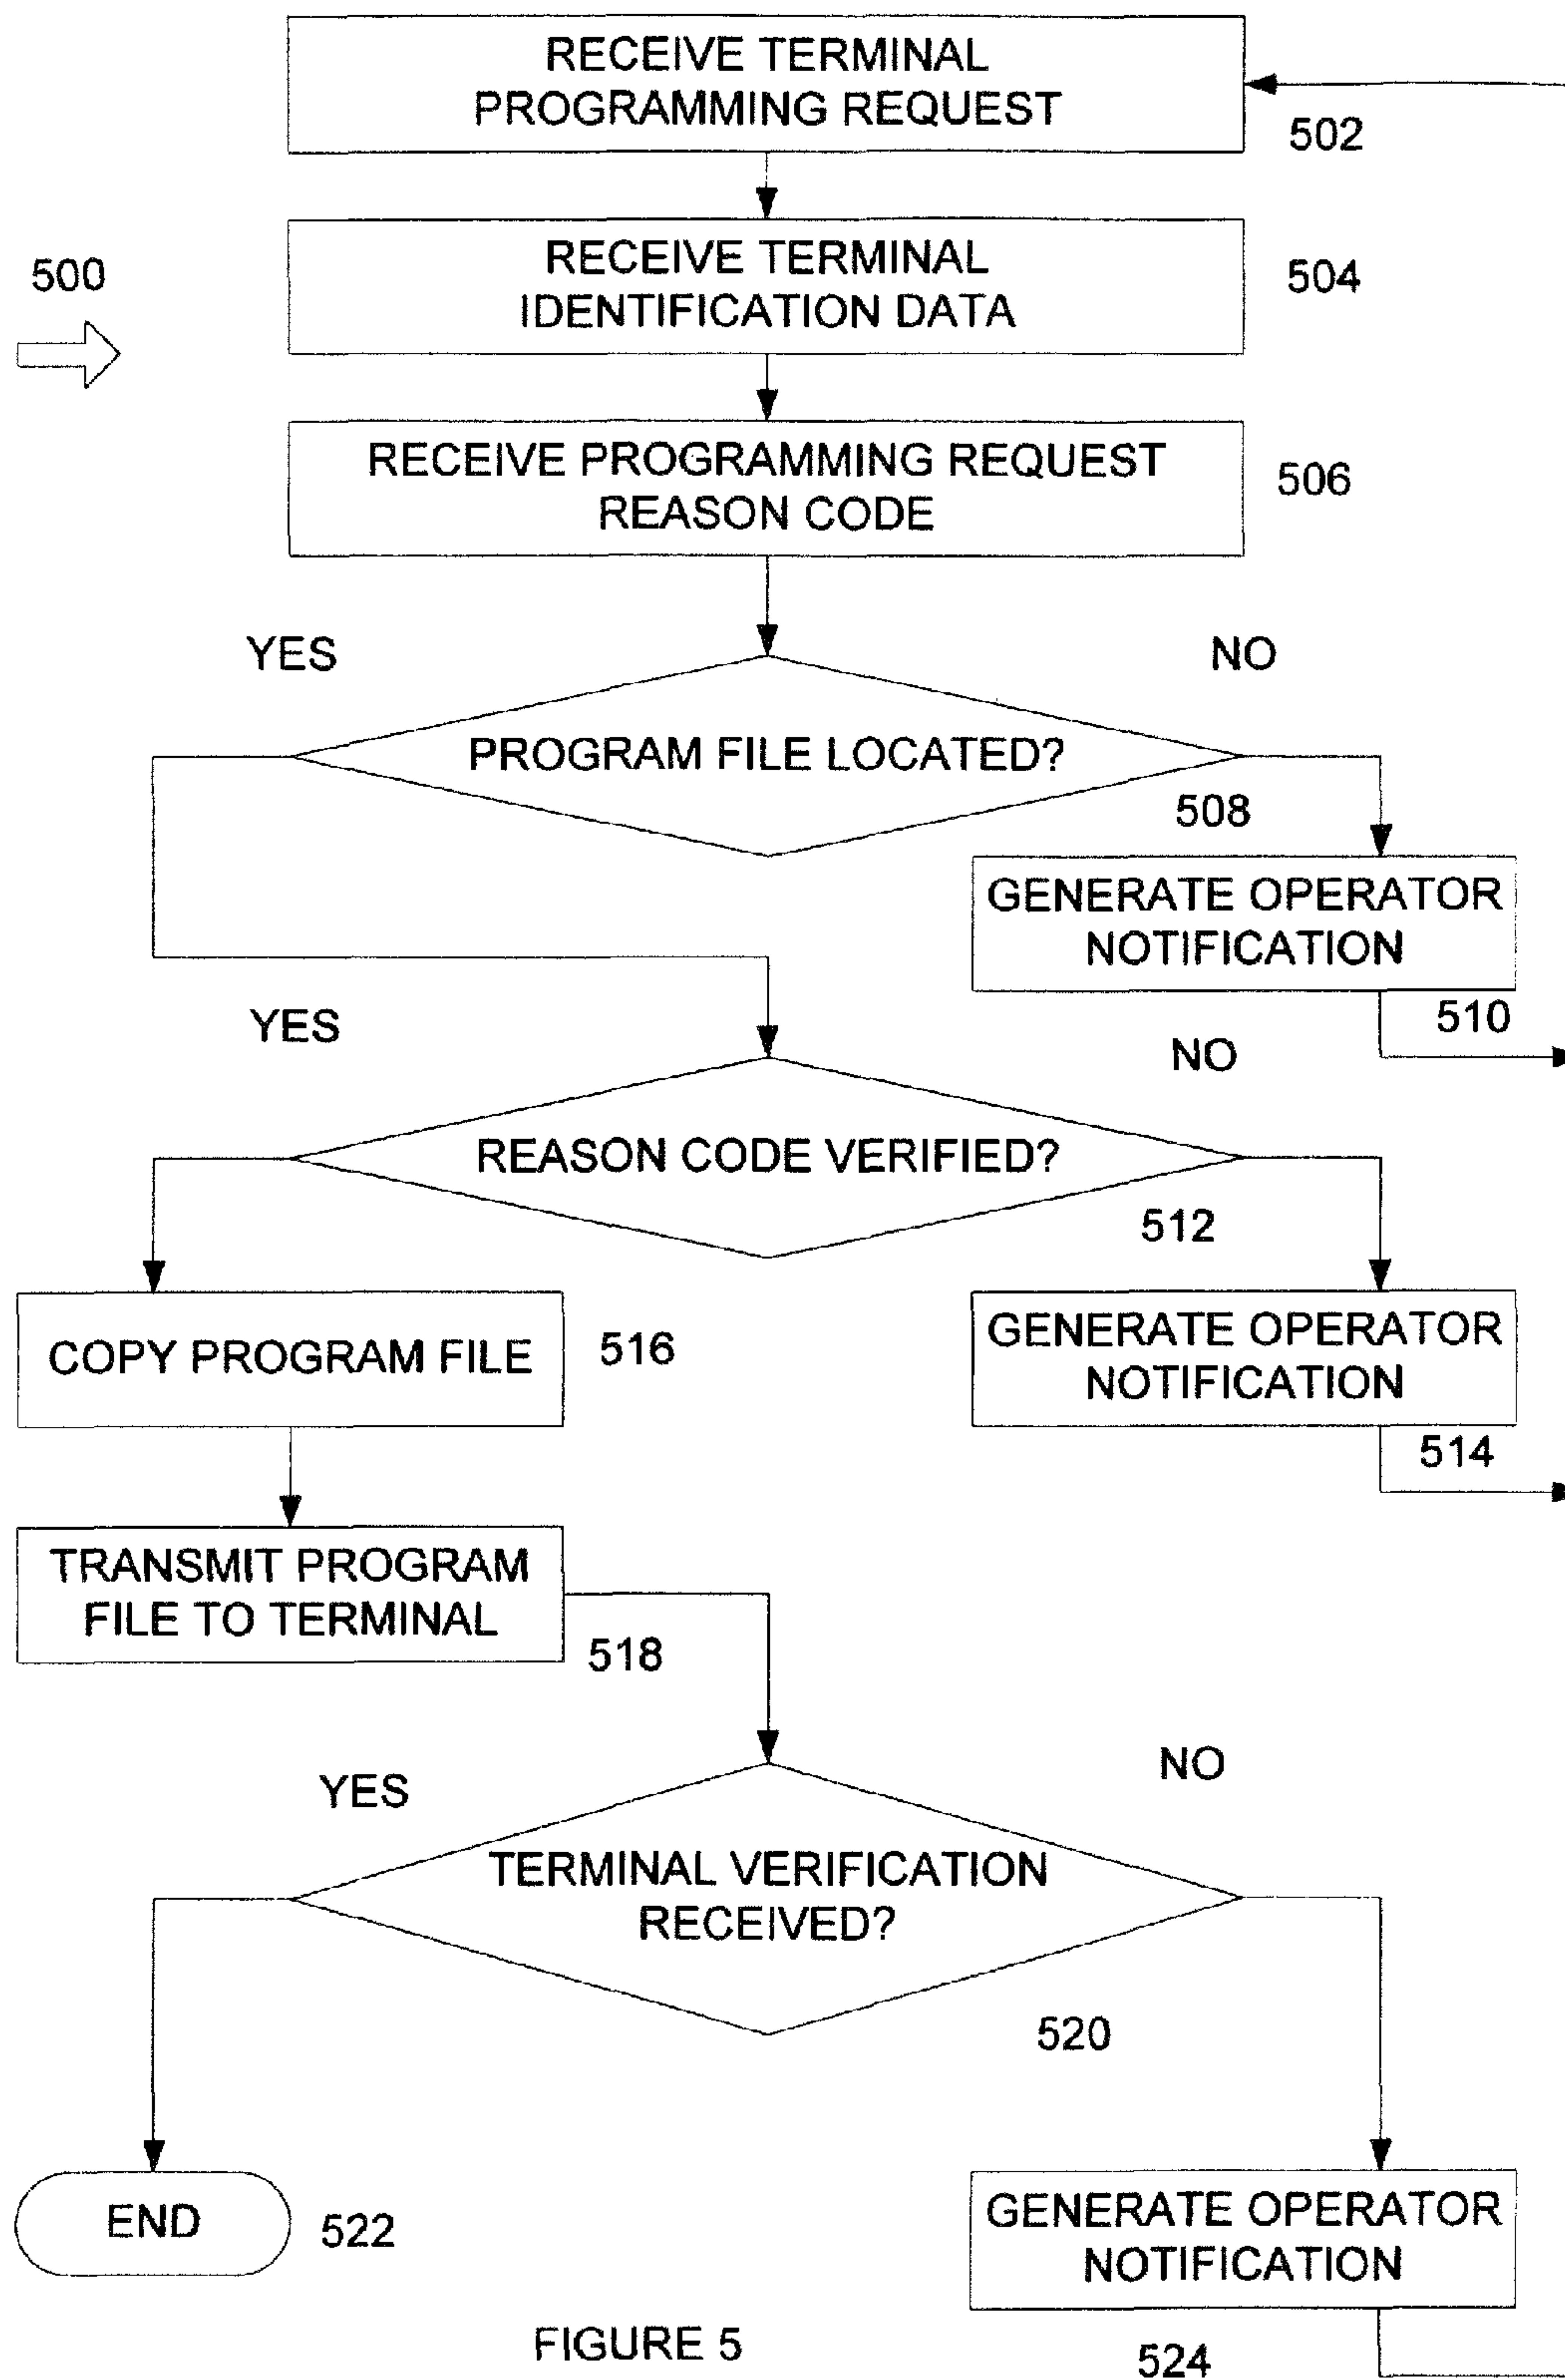 RECEIVE TERMINAL
PROGRAMMING REQUEST
502
RECEIVE TERMINAL
IDENTIFICATION DATA
504
500
RECEIVE PROGRAMMING REQUEST
REASON CODE
506
YES
NO
PROGRAM FILE LOCATED?
508
GENERATE OPERATOR
NOTIFICATION
510
YES
NO
REASON CODE VERIFIED?
512
COPY PROGRAM FILE
516
GENERATE OPERATOR
NOTIFICATION
514
TRANSMIT PROGRAM
FILE TO TERMINAL
518
YES
NO
TERMINAL VERIFICATION
RECEIVED?
520
END
522
GENERATE OPERATOR
NOTIFICATION
524
FIGURE 5